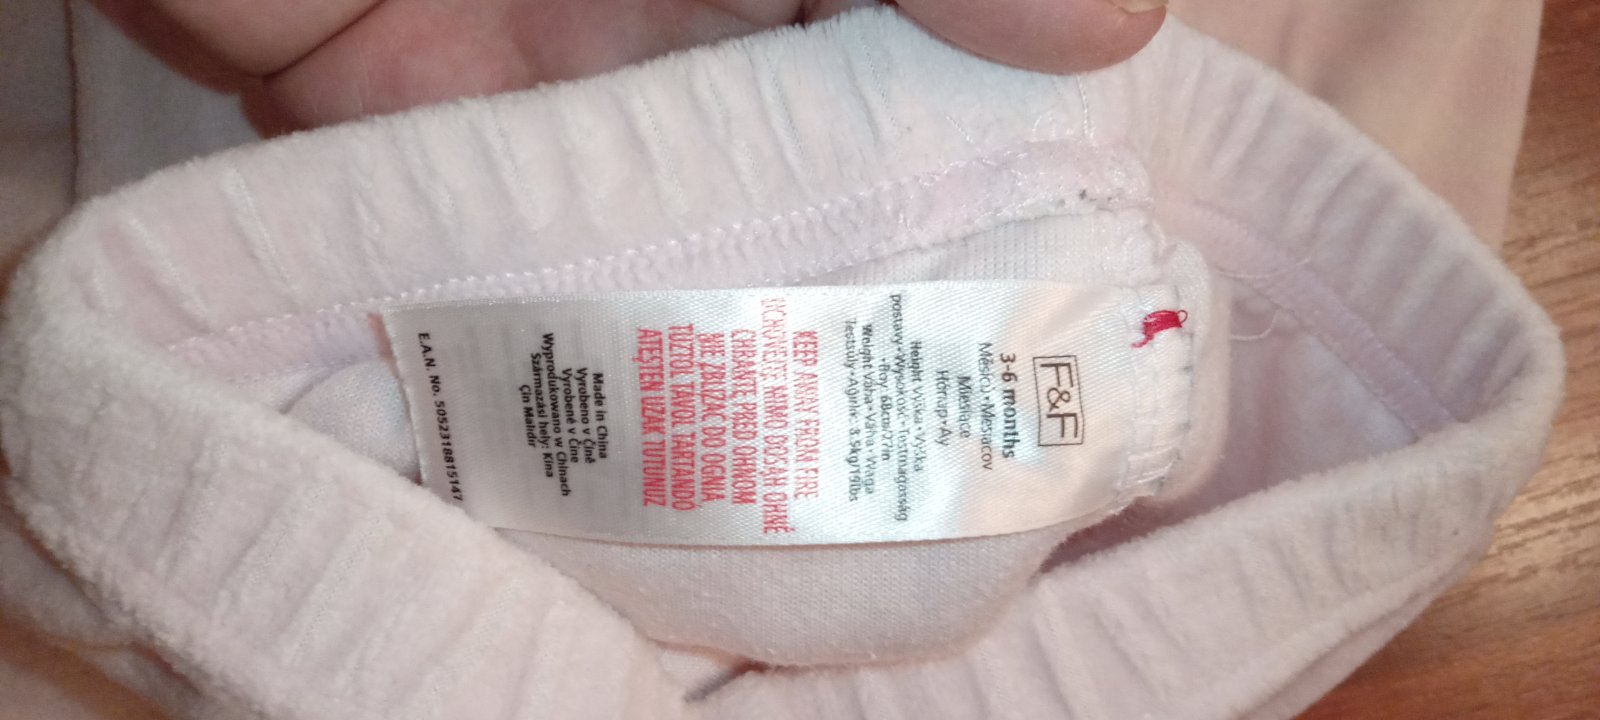 F&F
3-6 months
Měsíců•Mesiacov
Miesiące
Hónap•Ay
Height•Výška•Výška
postavy•Wysokość•Testmagasság
•Boy: 68cm/27in
Weight•Váha•Váha•Waga
Testsúly•Ağırlık: 8.5kg/19lbs
KEEP AWAY FROM FIRE
UCHOVEJTE MIMO DOSAH OHNĚ
CHRÁŇTE PRED OHŇOM
NIE ZBLIŻAĆ DO OGNIA
TŰZTŐL TÁVOL TARTANDÓ
ATEŞTEN UZAK TUTUNUZ
Made in China
Vyrobeno v Číně
Vyrobené v Číne
Wyprodukowano w Chinach
Származási hely: Kína
Çin Malıdır
E.A.N. No. 5052318815147